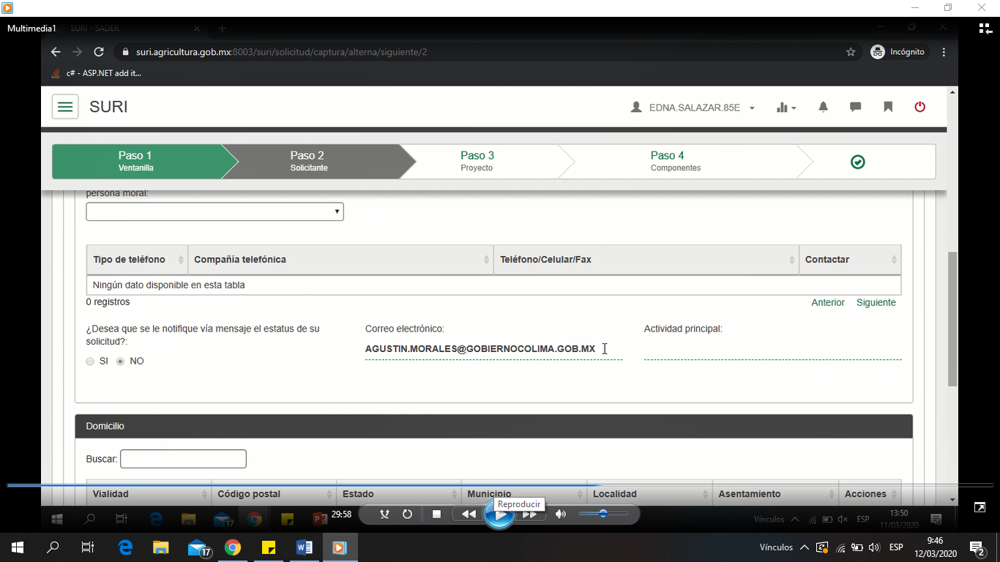 Multimedia1
SURI - SADER
suri.agricultura.gob.mx:8003/suri/solicitud/captura/alterna/siguiente/2
Incógnito
c# - ASP.NET add it...
SURI
EDNA.SALAZAR.85E
Paso 1
Ventanilla
Paso 2
Solicitante
Paso 3
Proyecto
Paso 4
Componentes
persona moral:
Tipo de teléfono
Compañía telefónica
Teléfono/Celular/Fax
Contactar
Ningún dato disponible en esta tabla
0 registros
Anterior
Siguiente
¿Desea que se le notifique vía mensaje el estatus de su
solicitud?:
SI
NO
Correo electrónico:
AGUSTIN.MORALES@GOBIERNOCOLIMA.GOB.MX
Actividad principal:
Domicilio
Buscar:
Vialidad
Código postal
Estado
Municipio
Localidad
Asentamiento
Acciones
Reproducir
17
29:58
Vínculos
ESP
13:50
11/03/2020
17
Vínculos
ESP
9:46
12/03/2020
2